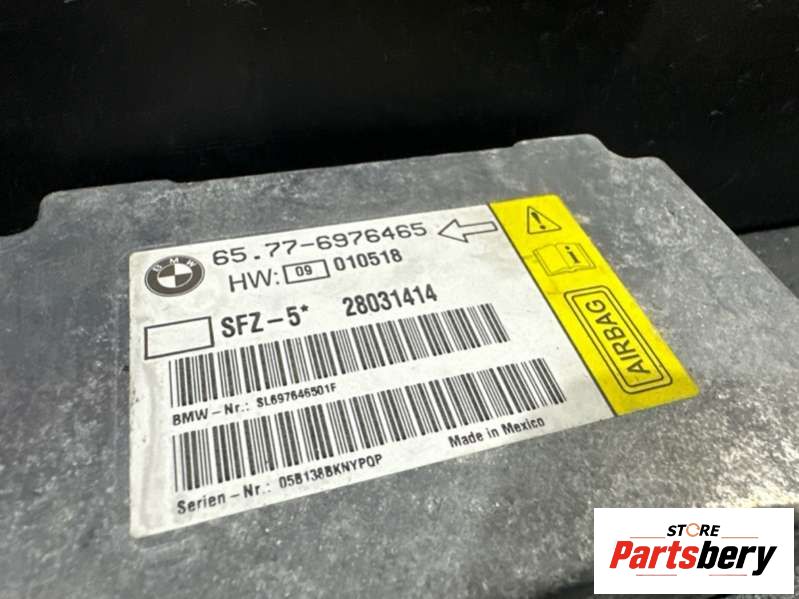 BMW
65.77-6976465
HW: 09 010518
SFZ-5* 28031414
BMW-Nr.: SL697646501F
Serien-Nr.: 05B138BKNYPQP
Made in Mexico
AIRBAG
STORE
Partsbery